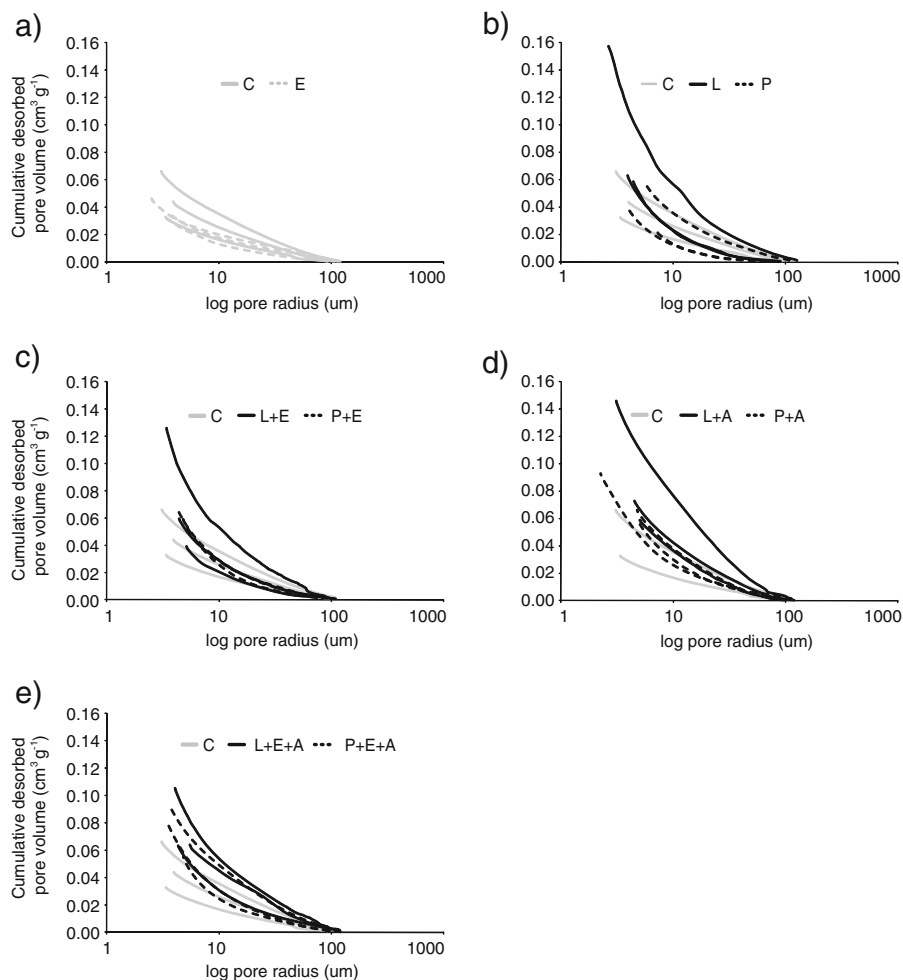 a)
Cumulative desorbed
pore volume (cm³ g⁻¹)
0.16
0.14
0.12
0.10
0.08
0.06
0.04
0.02
0.00
C E
1 10 100 1000
log pore radius (um)
b)
0.16
0.14
0.12
0.10
0.08
0.06
0.04
0.02
0.00
C L P
1 10 100 1000
log pore radius (um)
c)
Cumulative desorbed
pore volume (cm³ g⁻¹)
0.16
0.14
0.12
0.10
0.08
0.06
0.04
0.02
0.00
C L+E P+E
1 10 100 1000
log pore radius (um)
d)
0.16
0.14
0.12
0.10
0.08
0.06
0.04
0.02
0.00
C L+A P+A
1 10 100 1000
log pore radius (um)
e)
Cumulative desorbed
pore volume (cm³ g⁻¹)
0.16
0.14
0.12
0.10
0.08
0.06
0.04
0.02
0.00
C L+E+A P+E+A
1 10 100 1000
log pore radius (um)